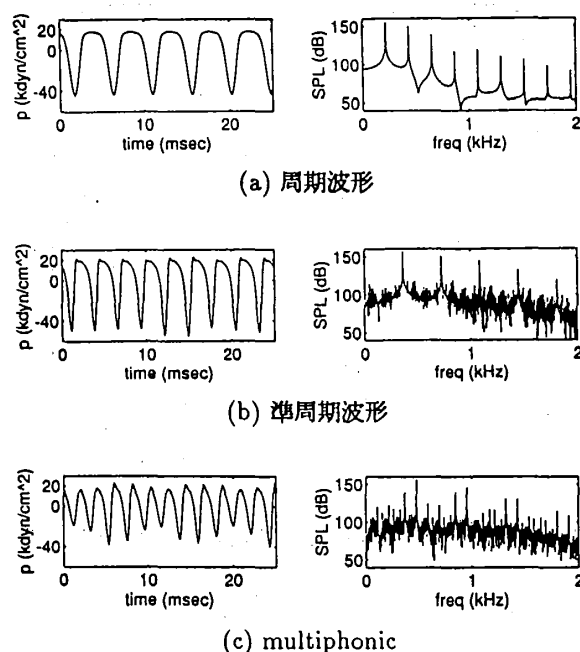 p (kdyn/cm^2)
20
0
-40
0
10
20
time (msec)
SPL (dB)
150
100
50
0
1
2
freq (kHz)
(a) 周期波形
p (kdyn/cm^2)
20
0
-40
0
10
20
time (msec)
SPL (dB)
150
100
50
0
1
2
freq (kHz)
(b) 準周期波形
p (kdyn/cm^2)
20
0
-40
0
10
20
time (msec)
SPL (dB)
150
100
50
0
1
2
freq (kHz)
(c) multiphonic